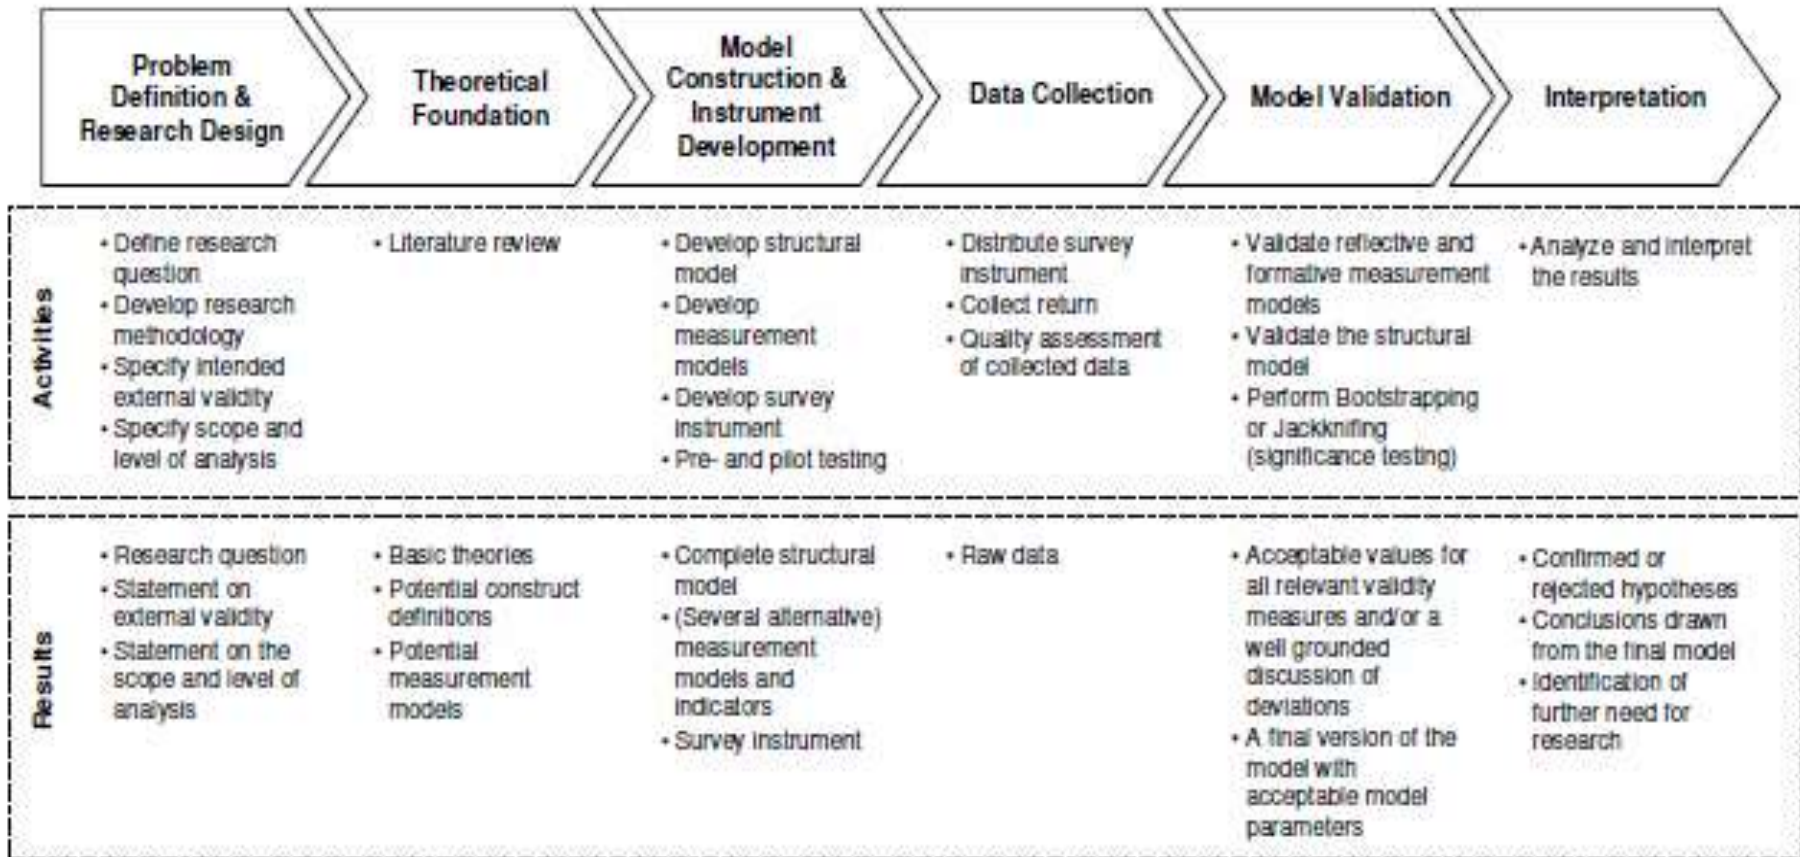 Problem
Definition &
Research Design
Theoretical
Foundation
Model
Construction &
Instrument
Development
Data Collection
Model Validation
Interpretation
Activities
• Define research
question
• Develop research
methodology
• Specify intended
external validity
• Specify scope and
level of analysis
• Literature review
• Develop structural
model
• Develop
measurement
models
• Develop survey
instrument
• Pre- and pilot testing
• Distribute survey
instrument
• Collect return
• Quality assessment
of collected data
• Validate reflective and
formative measurement
models
• Validate the structural
model
• Perform Bootstrapping
or Jackknifing
(significance testing)
• Analyze and interpret
the results
Results
• Research question
• Statement on
external validity
• Statement on the
scope and level of
analysis
• Basic theories
• Potential construct
definitions
• Potential
measurement
models
• Complete structural
model
• (Several alternative)
measurement
models and
indicators
• Survey instrument
• Raw data
• Acceptable values for
all relevant validity
measures and/or a
well grounded
discussion of
deviations
• A final version of the
model with
acceptable model
parameters
• Confirmed or
rejected hypotheses
• Conclusions drawn
from the final model
• Identification of
further need for
research